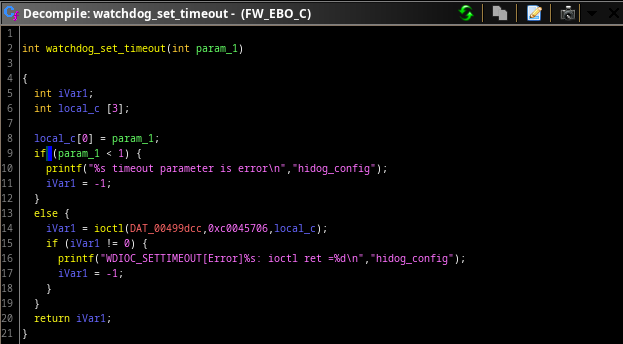 Decompile: watchdog_set_timeout - (FW_EBO_C)
1
2 int watchdog_set_timeout(int param_1)
3
4 {
5 int iVar1;
6 int local_c [3];
7
8 local_c[0] = param_1;
9 if (param_1 < 1) {
10 printf("%s timeout parameter is error\n","hidog_config");
11 iVar1 = -1;
12 }
13 else {
14 iVar1 = ioctl(DAT_00499dcc,0xc0045706,local_c);
15 if (iVar1 != 0) {
16 printf("WDIOC_SETTIMEOUT[Error]%s: ioctl ret =%d\n","hidog_config");
17 iVar1 = -1;
18 }
19 }
20 return iVar1;
21 }